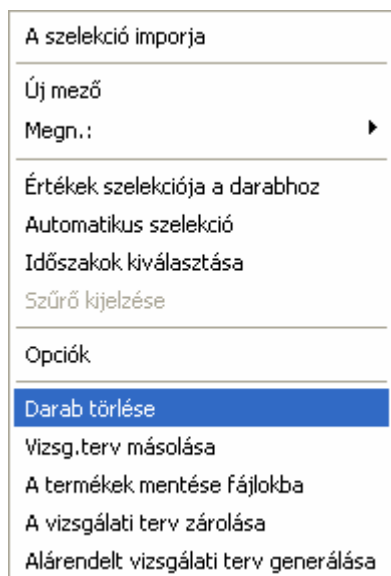 A szelekció imporja
Új mező
Megn.:
Értékek szelekciója a darabhoz
Automatikus szelekció
Időszakok kiválasztása
Szűrő kijelzése
Opciók
Darab törlése
Vizsg.terv másolása
A termékek mentése fájlokba
A vizsgálati terv zárolása
Alárendelt vizsgálati terv generálása